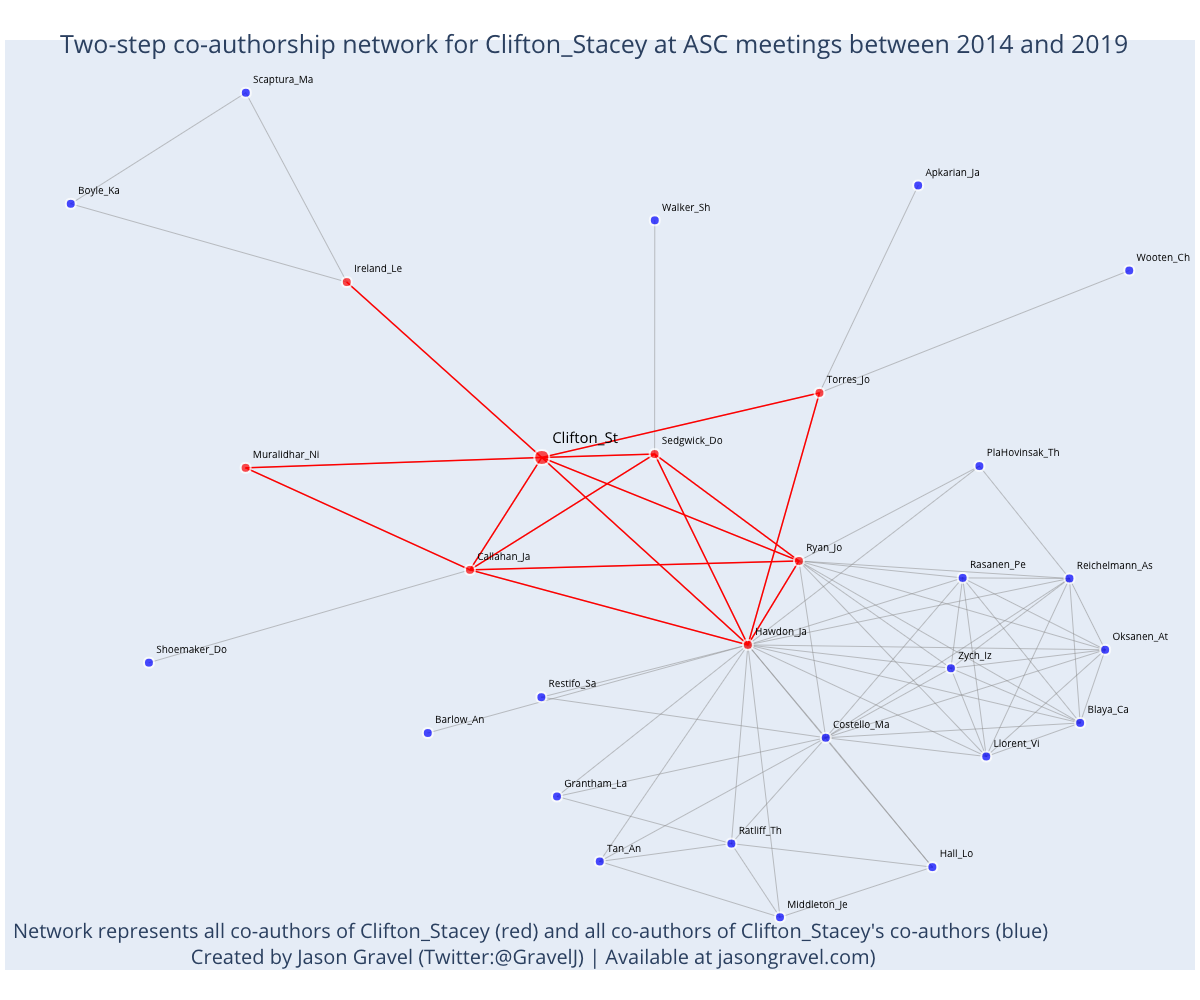 Two-step co-authorship network for Clifton_Stacey at ASC meetings between 2014 and 2019
Scaptura_Ma
Boyle_Ka
Apkarian_Ja
Walker_Sh
Wooten_Ch
Ireland_Le
Torres_Jo
Clifton_St
Sedgwick_Do
Muralidhar_Ni
PlaHovinsak_Th
Ryan_Jo
Callahan_Ja
Rasanen_Pe
Reichelmann_As
Hawdon_Ja
Oksanen_At
Shoemaker_Do
Zych_Iz
Restifo_Sa
Blaya_Ca
Barlow_An
Costello_Ma
Llorent_Vi
Grantham_La
Ratliff_Th
Tan_An
Hall_Lo
Middleton_Je
Network represents all co-authors of Clifton_Stacey (red) and all co-authors of Clifton_Stacey's co-authors (blue)
Created by Jason Gravel (Twitter:@GravelJ) | Available at jasongravel.com)